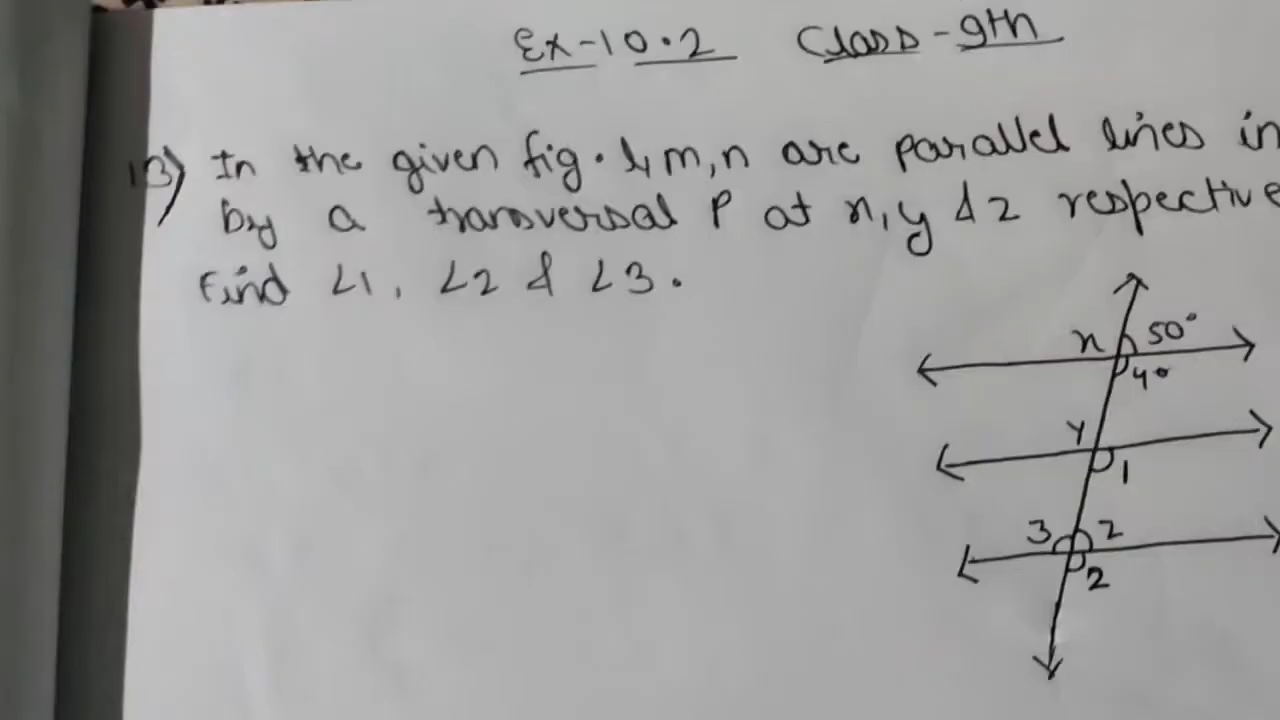 Ex-10.2 Class-9th
13) In the given fig. l, m, n are parallel lines in
by a transversal P at x, y & z respective
Find ∠1, ∠2 & ∠3.
x 50°
4
Y 1
3 2
2